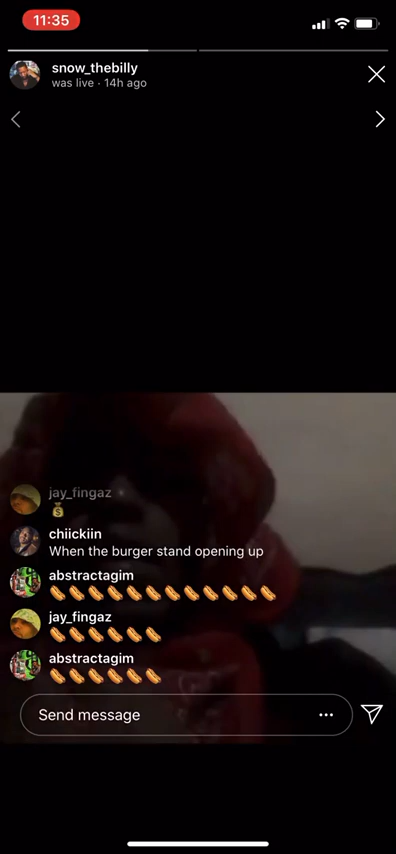 11:35
snow_thebilly
was live · 14h ago
jay_fingaz
💰
chiickiin
When the burger stand opening up
abstractagim
🌭🌭🌭🌭🌭🌭🌭🌭🌭🌭🌭🌭
jay_fingaz
🌭🌭🌭🌭🌭🌭
abstractagim
🌭🌭🌭🌭🌭🌭
Send message